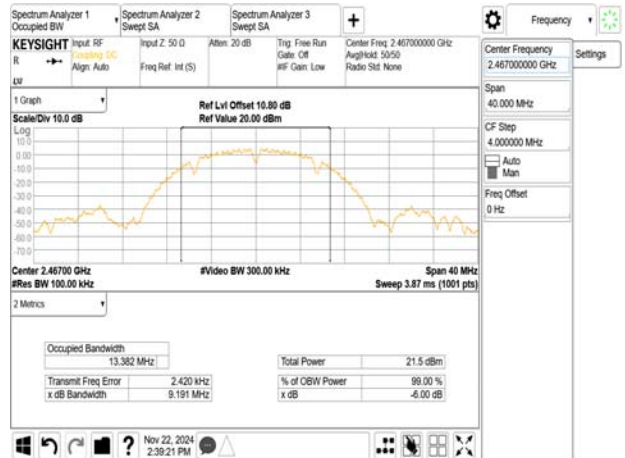 Spectrum Analyzer 1
Occupied BW
Spectrum Analyzer 2
Swept SA
Spectrum Analyzer 3
Swept SA
+
Frequency
KEYSIGHT
R
LXI
Input: RF
Coupling: DC
Align: Auto
Input Z: 50 Ω
Freq Ref: Int (S)
Atten: 20 dB
Trig: Free Run
Gate: Off
#IF Gain: Low
Center Freq: 2.467000000 GHz
Avg|Hold: 50/50
Radio Std: None
Center Frequency
2.467000000 GHz
Settings
Span
40.000 MHz
CF Step
4.000000 MHz
Auto
Man
Freq Offset
0 Hz
1 Graph
Scale/Div 10.0 dB
Ref Lvl Offset 10.80 dB
Ref Value 20.00 dBm
Log
10.0
0.00
-10.0
-20.0
-30.0
-40.0
-50.0
-60.0
-70.0
Center 2.46700 GHz
#Res BW 100.00 kHz
#Video BW 300.00 kHz
Span 40 MHz
Sweep 3.87 ms (1001 pts)
2 Metrics
Occupied Bandwidth
13.382 MHz
Total Power 21.5 dBm
Transmit Freq Error 2.420 kHz
% of OBW Power 99.00 %
x dB Bandwidth 9.191 MHz
x dB -6.00 dB
?
Nov 22, 2024
2:39:21 PM